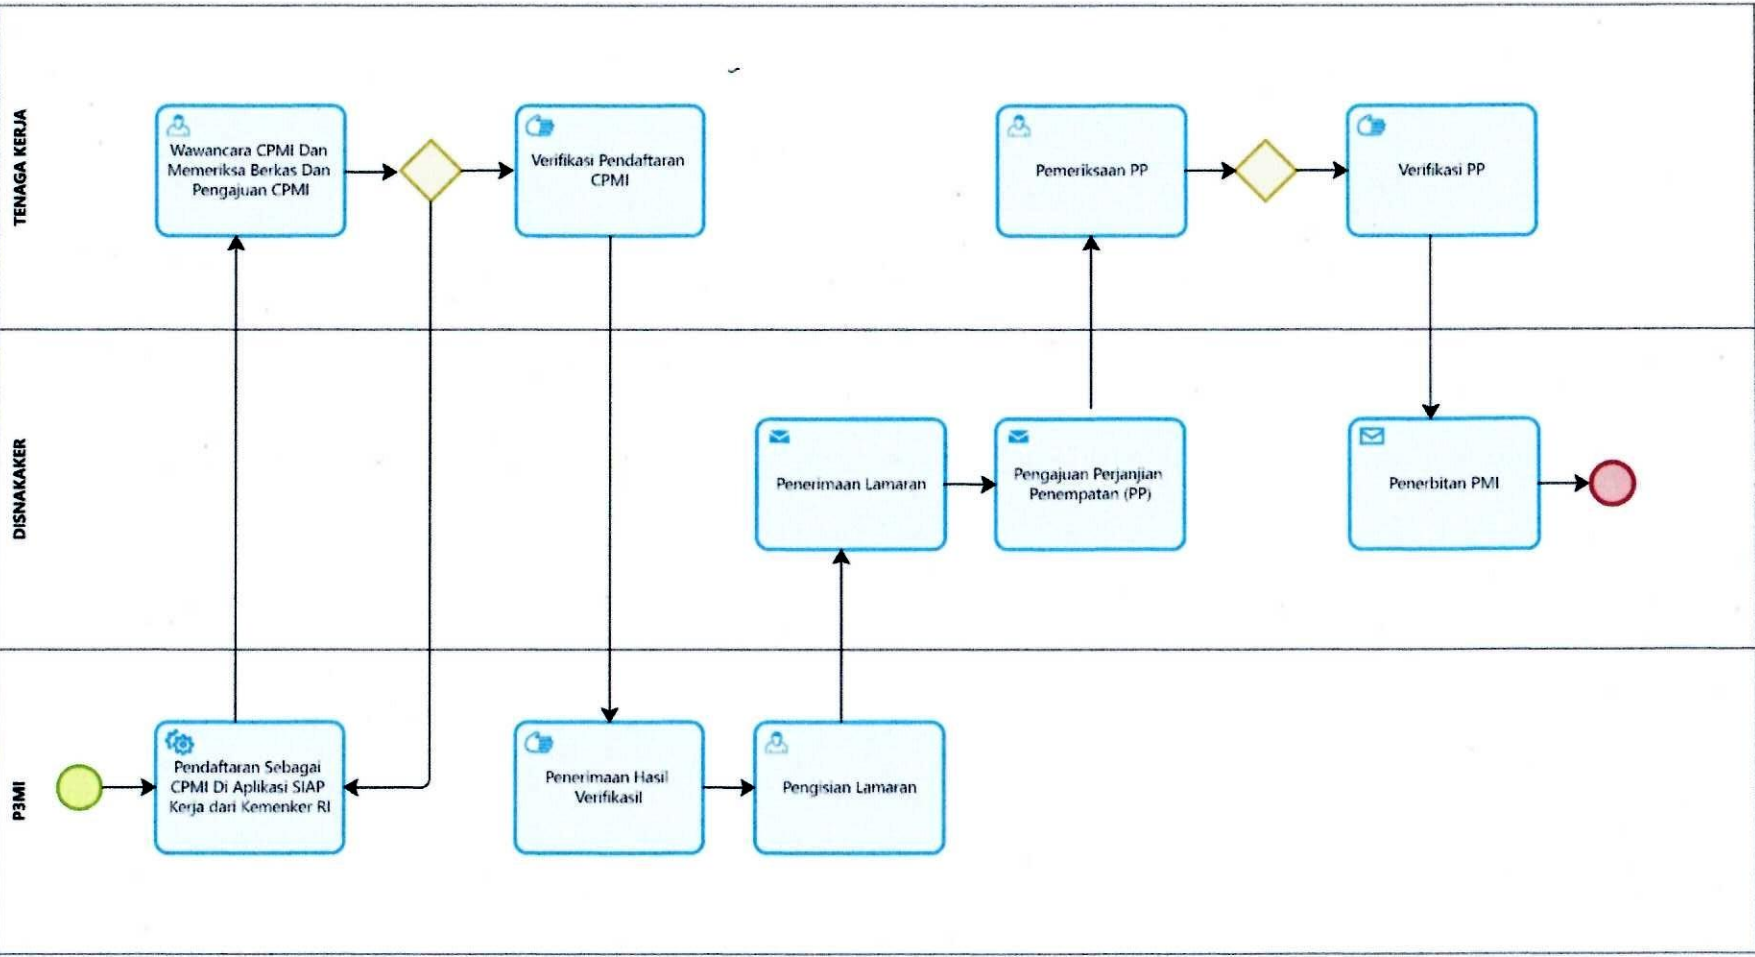 TENAGA KERJA
Wawancara CPMI Dan
Memeriksa Berkas Dan
Pengajuan CPMI
Verifikasi Pendaftaran
CPMI
Pemeriksaan PP
Verifikasi PP
DISNAKAKER
Penerimaan Lamaran
Pengajuan Perjanjian
Penempatan (PP)
Penerbitan PMI
P3MI
Pendaftaran Sebagai
CPMI Di Aplikasi SIAP
Kerja dari Kemenker RI
Penerimaan Hasil
Verifikasil
Pengisian Lamaran